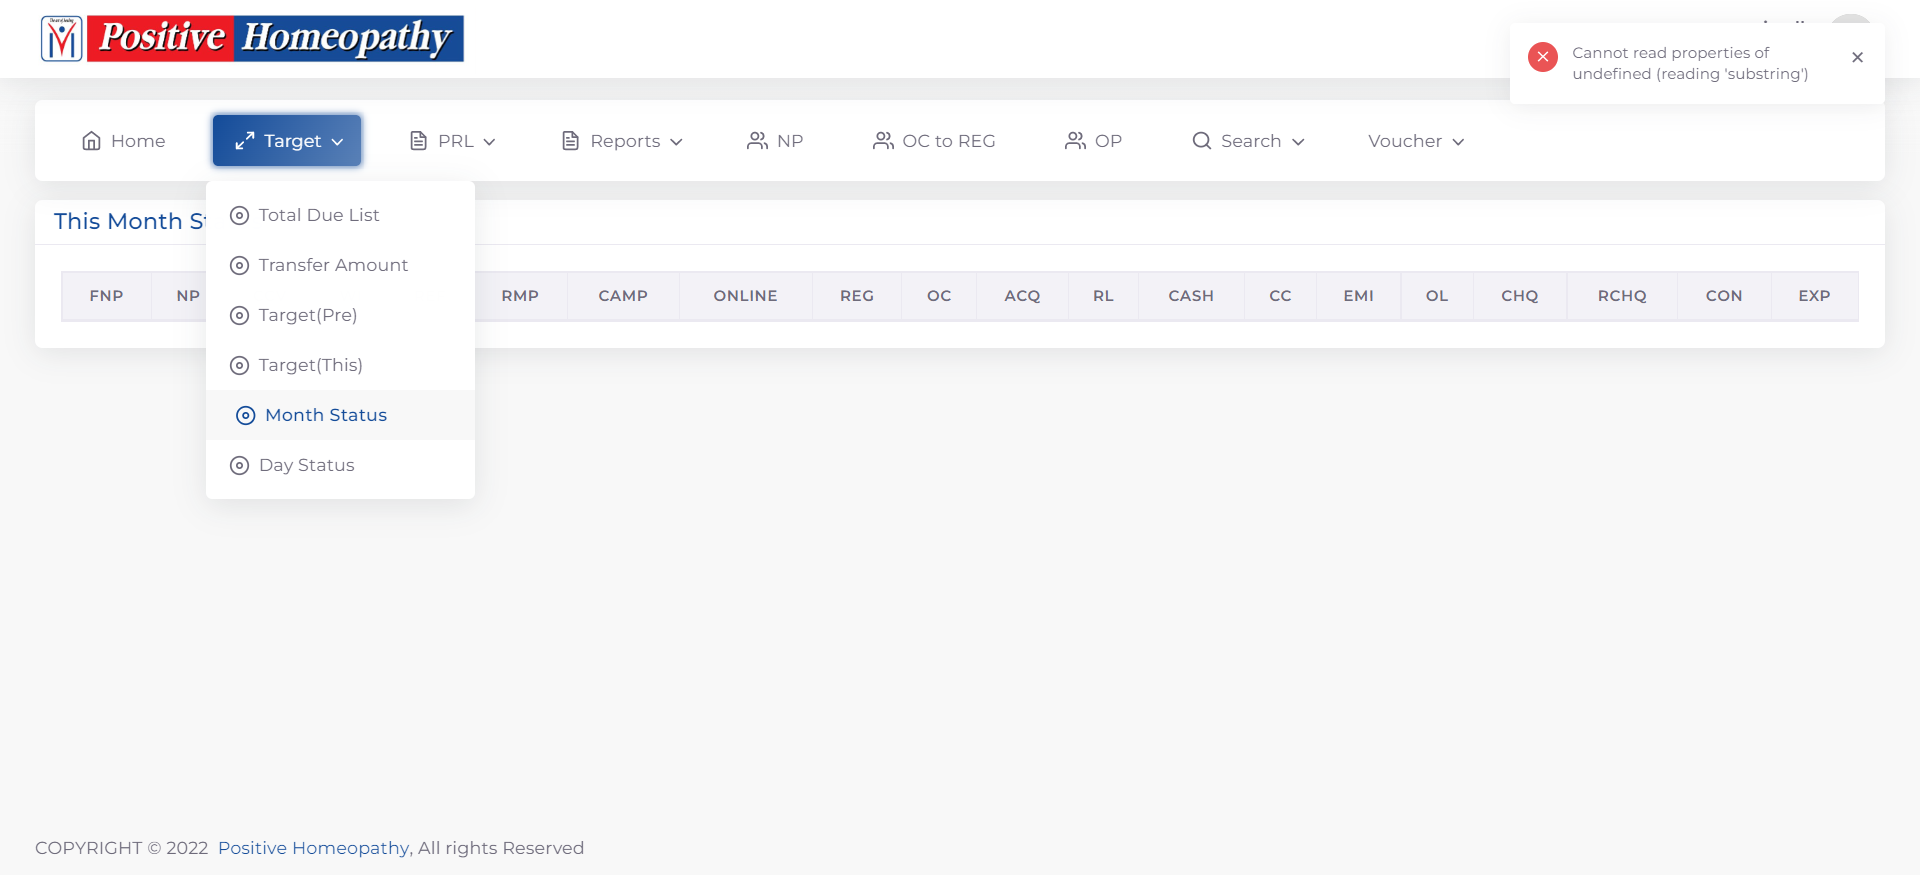 Positive Homeopathy
Cannot read properties of
undefined (reading 'substring')
Home
Target
PRL
Reports
NP
OC to REG
OP
Search
Voucher
Total Due List
Transfer Amount
Target(Pre)
Target(This)
Month Status
Day Status
This Month
FNP NP RMP CAMP ONLINE REG OC ACQ RL CASH CC EMI OL CHQ RCHQ CON EXP
COPYRIGHT © 2022 Positive Homeopathy, All rights Reserved